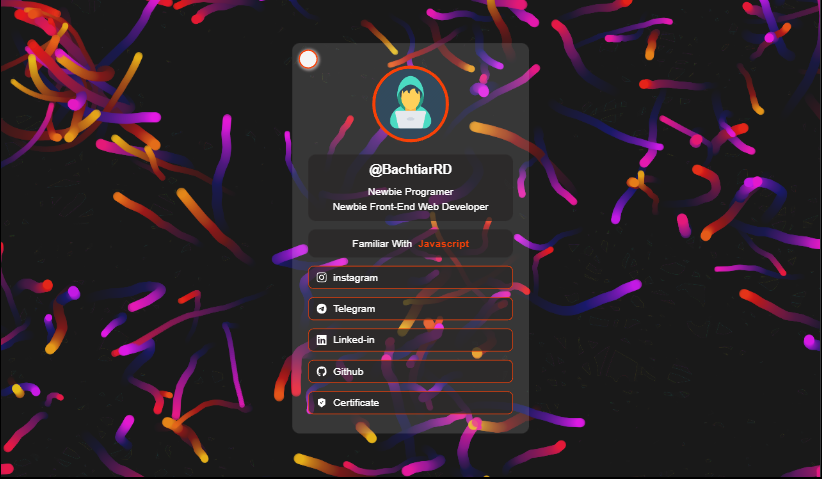 @BachtiarRD
Newbie Programer
Newbie Front-End Web Developer
Familiar With Javascript
instagram
Telegram
Linked-in
Github
Certificate